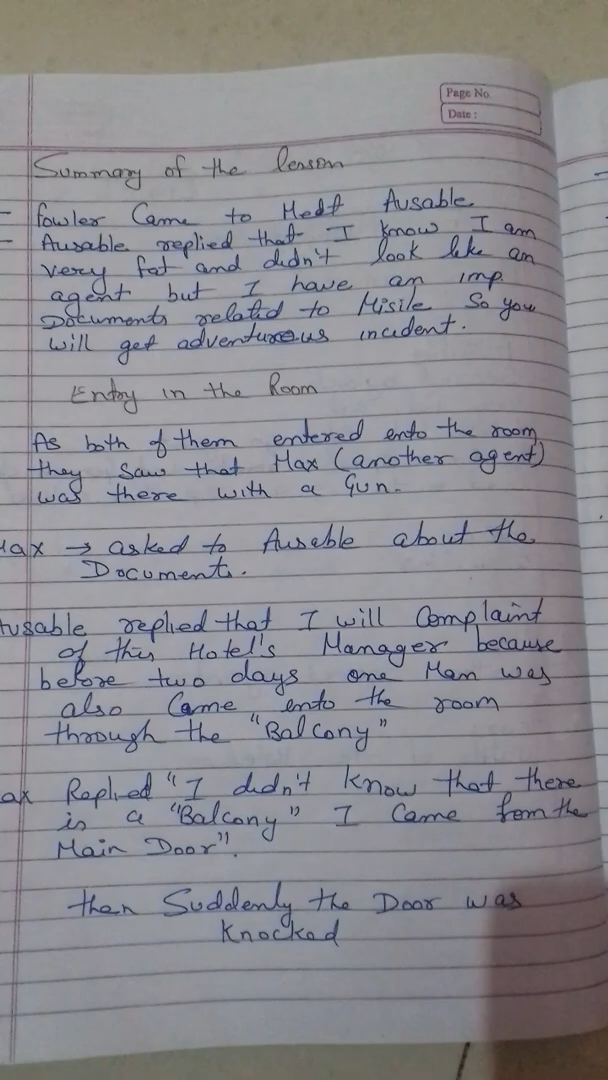 Page No.
Date :
Summary of the lesson
- fowler Came to Meet Ausable
- Ausable replied that I know I am
very fat and didn't look like an
agent but I have an imp
Documents related to Misile So you
will get adventureous incident.
Entry in the Room
As both of them entered ento the room
they saw that Max (another agent)
was there with a Gun.
Max → asked to Ausable about the
Documents.
Ausable replied that I will Complaint
of this Hotel's Manager because
before two days one Man was
also Came ento the room
through the "Balcony"
ax Replied "I didn't know that there
is a "Balcony" I Came from the
Main Door".
then Suddenly the Door was
Knocked